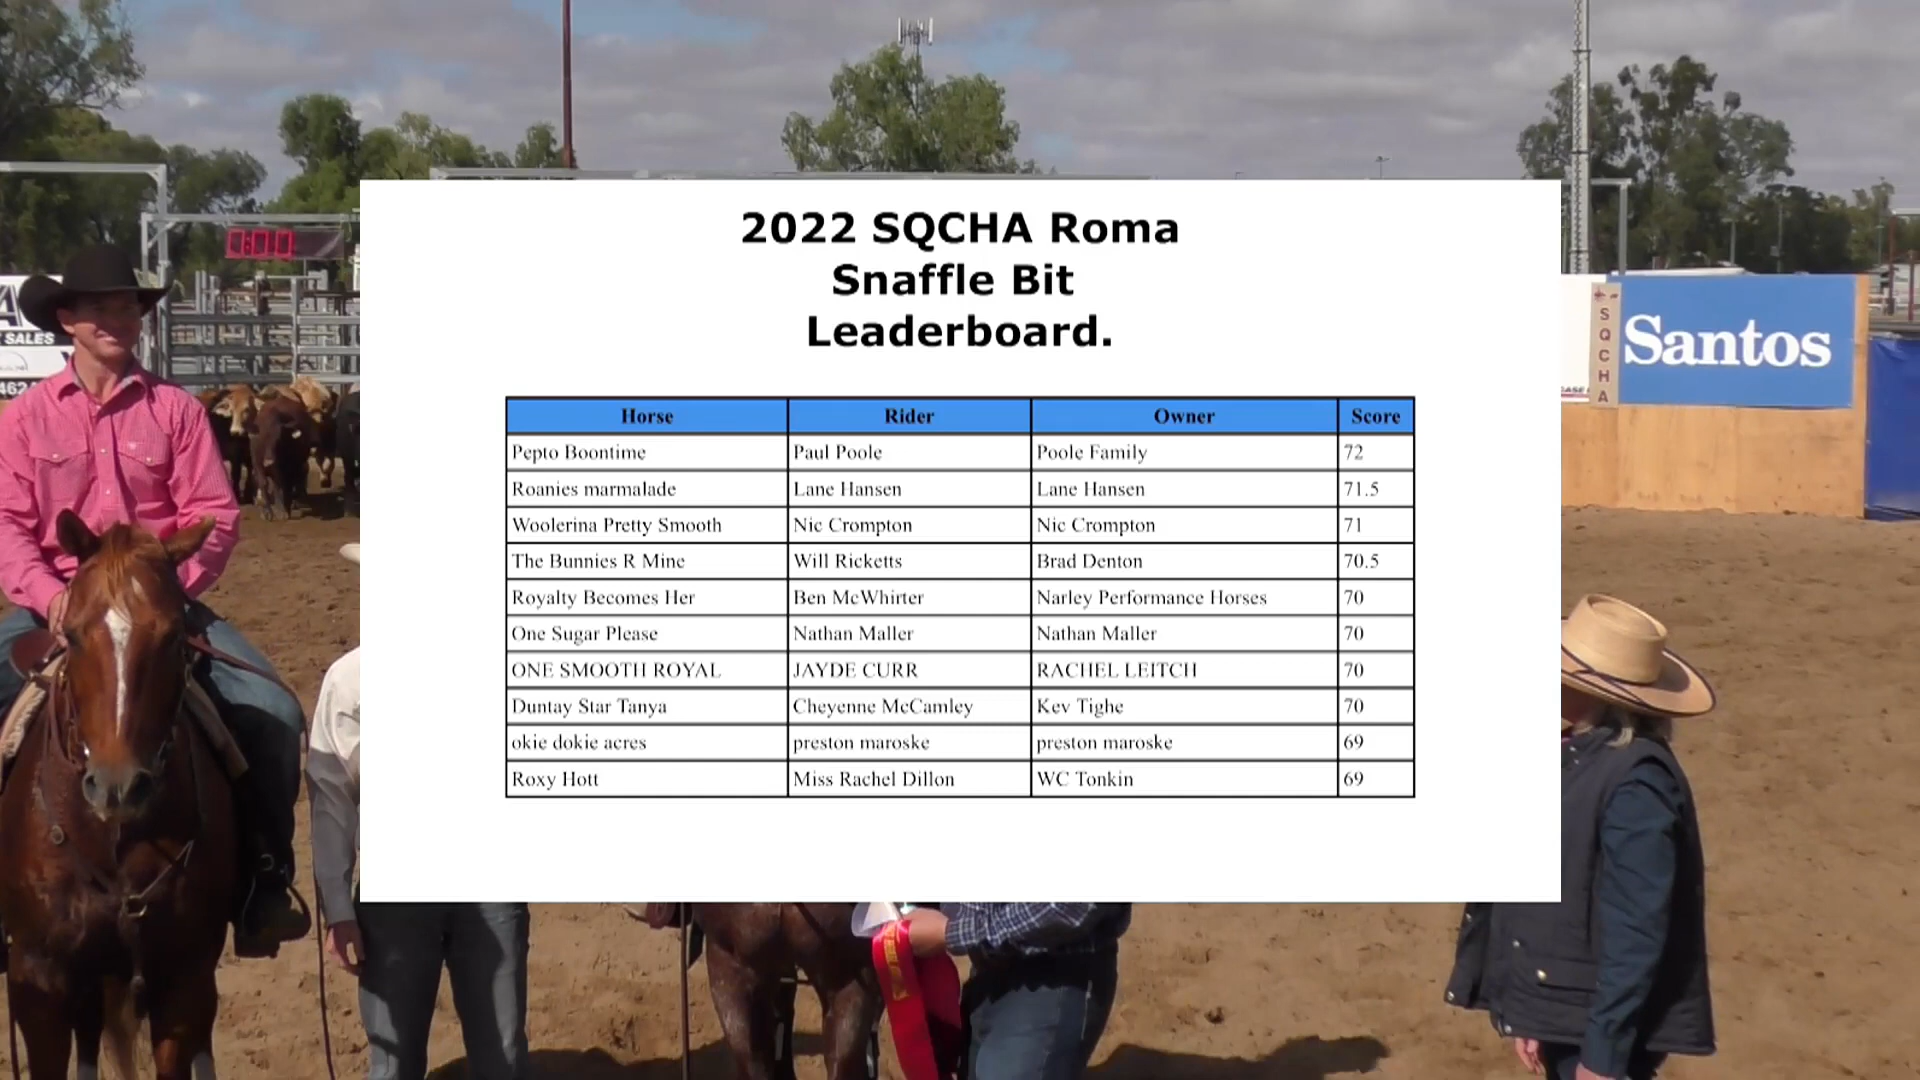 2022 SQCHA Roma
Snaffle Bit
Leaderboard.
Horse Rider Owner Score
Pepto Boontime Paul Poole Poole Family 72
Roanies marmalade Lane Hansen Lane Hansen 71.5
Woolerina Pretty Smooth Nic Crompton Nic Crompton 71
The Bunnies R Mine Will Ricketts Brad Denton 70.5
Royalty Becomes Her Ben McWhirter Narley Performance Horses 70
One Sugar Please Nathan Maller Nathan Maller 70
ONE SMOOTH ROYAL JAYDE CURR RACHEL LEITCH 70
Duntay Star Tanya Cheyenne McCamley Kev Tighe 70
okie dokie acres preston maroske preston maroske 69
Roxy Hott Miss Rachel Dillon WC Tonkin 69
SALES
SQCHA
Santos